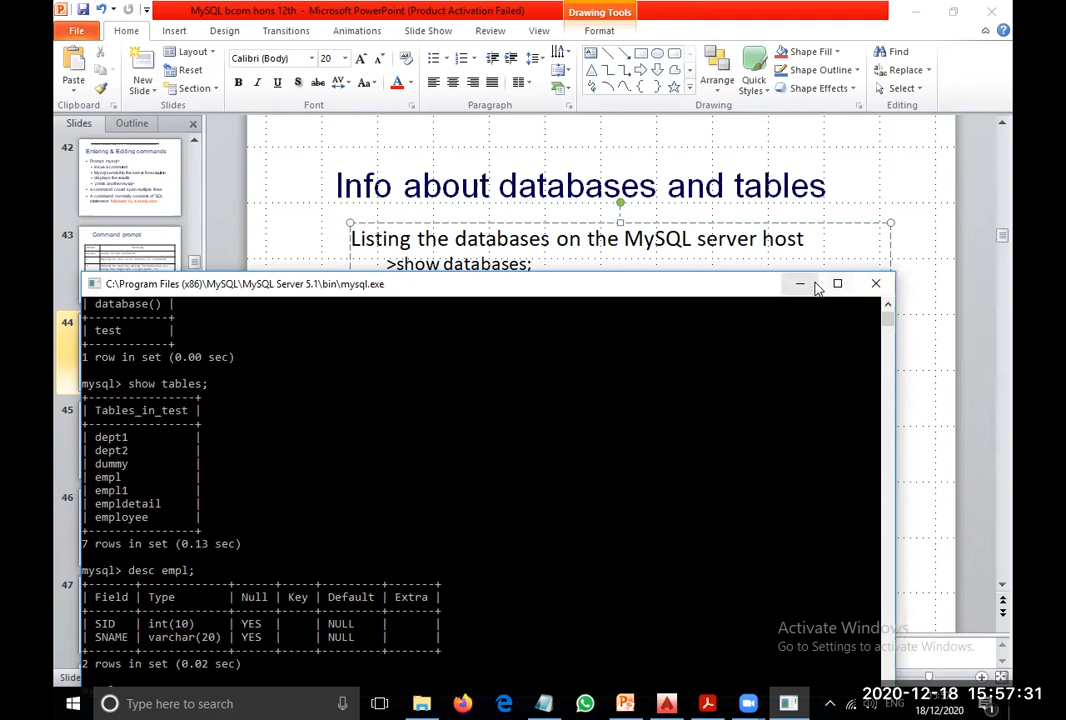 MySQL bcom hons 12th - Microsoft PowerPoint (Product Activation Failed)
Drawing Tools
File Home Insert Design Transitions Animations Slide Show Review View Format
Paste
Clipboard
New
Slide
Layout
Reset
Section
Slides
Calibri (Body) 20
B I U S abc AV Aa A
Font
Paragraph
Arrange
Quick
Styles
Shape Fill
Shape Outline
Shape Effects
Drawing
Find
Replace
Select
Editing
Slides Outline
42
Entering & Editing commands
43
Command prompt
44
45
46
47
Info about databases and tables
Listing the databases on the MySQL server host
>show databases;
C:\Program Files (x86)\MySQL\MySQL Server 5.1\bin\mysql.exe
| database() |
+------------+
| test       |
+------------+
1 row in set (0.00 sec)
mysql> show tables;
+----------------+
| Tables_in_test |
+----------------+
| dept1          |
| dept2          |
| dummy          |
| empl           |
| empl1          |
| empldetail     |
| employee       |
+----------------+
7 rows in set (0.13 sec)
mysql> desc empl;
+-------+-------------+------+-----+---------+-------+
| Field | Type        | Null | Key | Default | Extra |
+-------+-------------+------+-----+---------+-------+
| SID   | int(10)     | YES  |     | NULL    |       |
| SNAME | varchar(20) | YES  |     | NULL    |       |
+-------+-------------+------+-----+---------+-------+
2 rows in set (0.02 sec)
Activate Windows
Go to Settings to activate Windows.
Type here to search
2020-12-18 15:57:31
18/12/2020